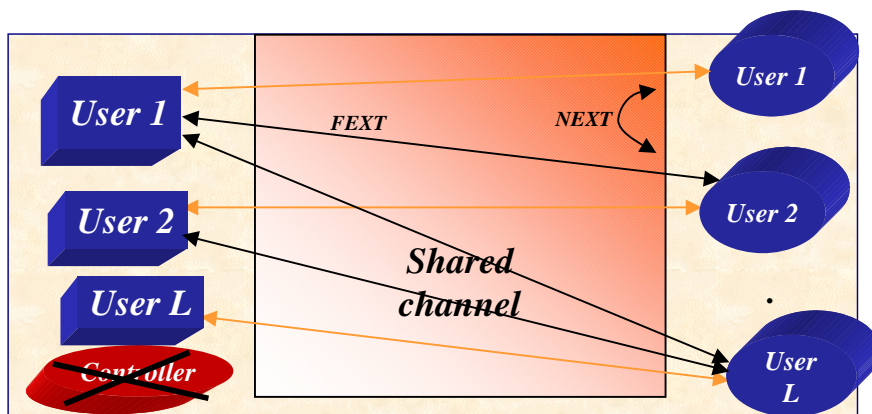 User 1
User 1
FEXT
NEXT
User 2
User 2
Shared
channel
User L
.
Controller
User
L